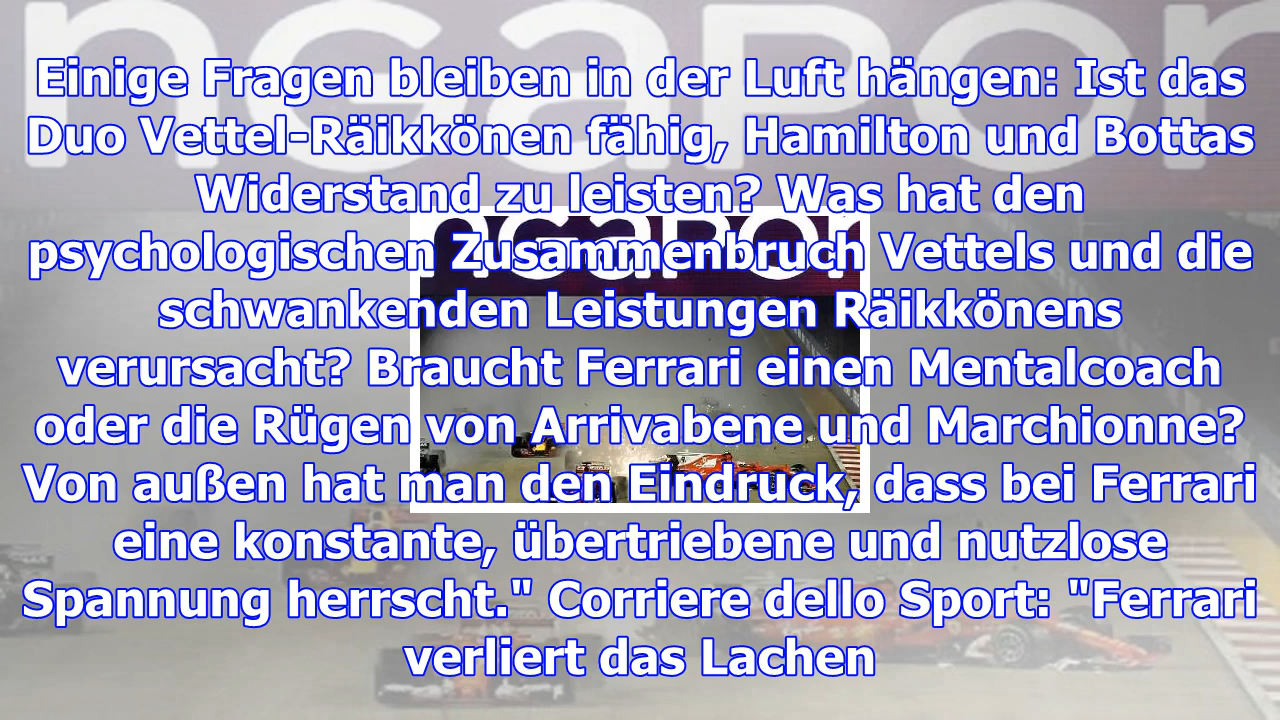 NGAPOR
Einige Fragen bleiben in der Luft hängen: Ist das
Duo Vettel-Räikkönen fähig, Hamilton und Bottas
Widerstand zu leisten? Was hat den
psychologischen Zusammenbruch Vettels und die
schwankenden Leistungen Räikkönens
verursacht? Braucht Ferrari einen Mentalcoach
oder die Rügen von Arrivabene und Marchionne?
Von außen hat man den Eindruck, dass bei Ferrari
eine konstante, übertriebene und nutzlose
Spannung herrscht." Corriere dello Sport: "Ferrari
verliert das Lachen